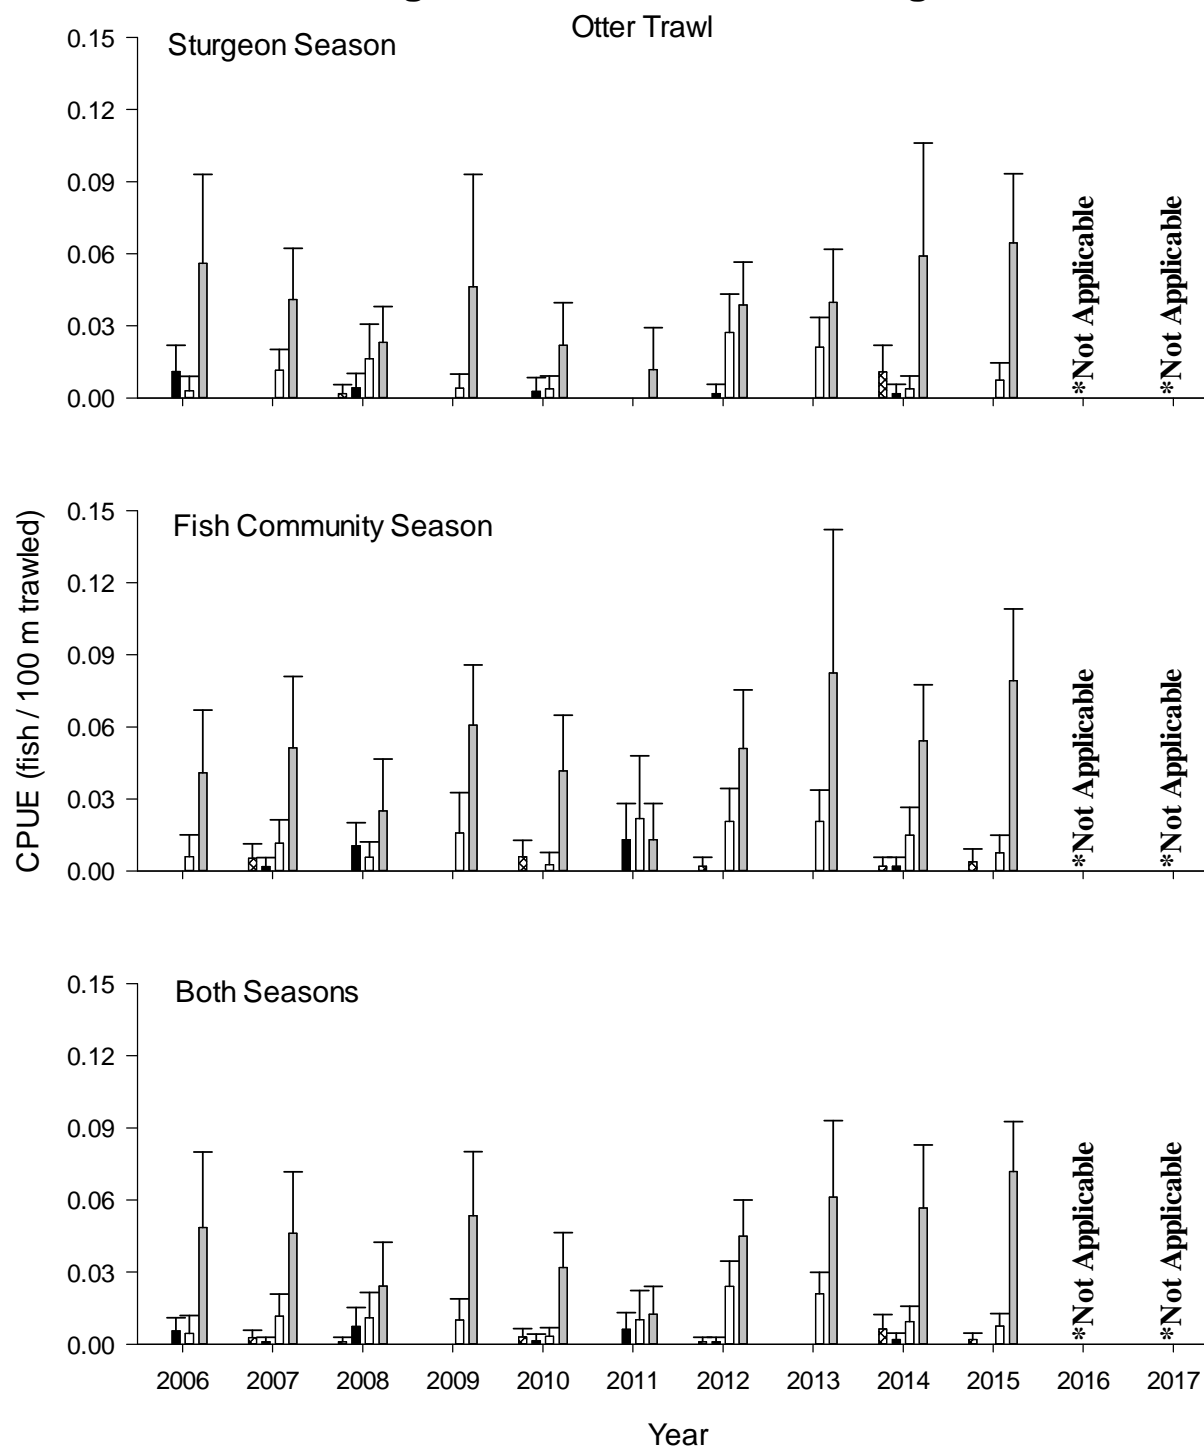 Otter Trawl
Sturgeon Season
0.15
0.12
0.09
0.06
0.03
0.00
*Not Applicable
*Not Applicable
CPUE (fish / 100 m trawled)
Fish Community Season
0.15
0.12
0.09
0.06
0.03
0.00
*Not Applicable
*Not Applicable
Both Seasons
0.15
0.12
0.09
0.06
0.03
0.00
*Not Applicable
*Not Applicable
2006 2007 2008 2009 2010 2011 2012 2013 2014 2015 2016 2017
Year